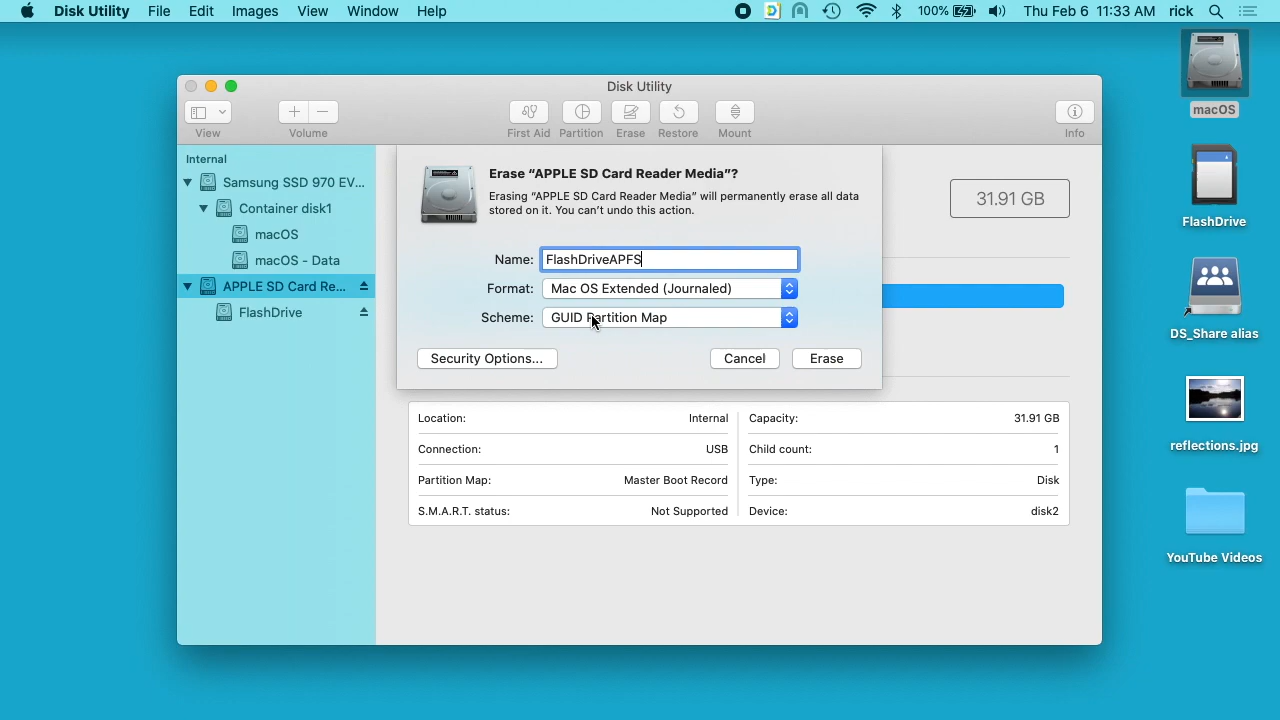 Disk Utility File Edit Images View Window Help 100% Thu Feb 6 11:33 AM rick
Disk Utility
View Volume First Aid Partition Erase Restore Mount Info
Internal
Samsung SSD 970 EV...
Container disk1
macOS
macOS - Data
APPLE SD Card Re...
FlashDrive
Erase “APPLE SD Card Reader Media”?
Erasing “APPLE SD Card Reader Media” will permanently erase all data
stored on it. You can’t undo this action.
31.91 GB
Name: FlashDriveAPFS
Format: Mac OS Extended (Journaled)
Scheme: GUID Partition Map
Security Options... Cancel Erase
Location: Internal Capacity: 31.91 GB
Connection: USB Child count: 1
Partition Map: Master Boot Record Type: Disk
S.M.A.R.T. status: Not Supported Device: disk2
macOS
FlashDrive
DS_Share alias
reflections.jpg
YouTube Videos